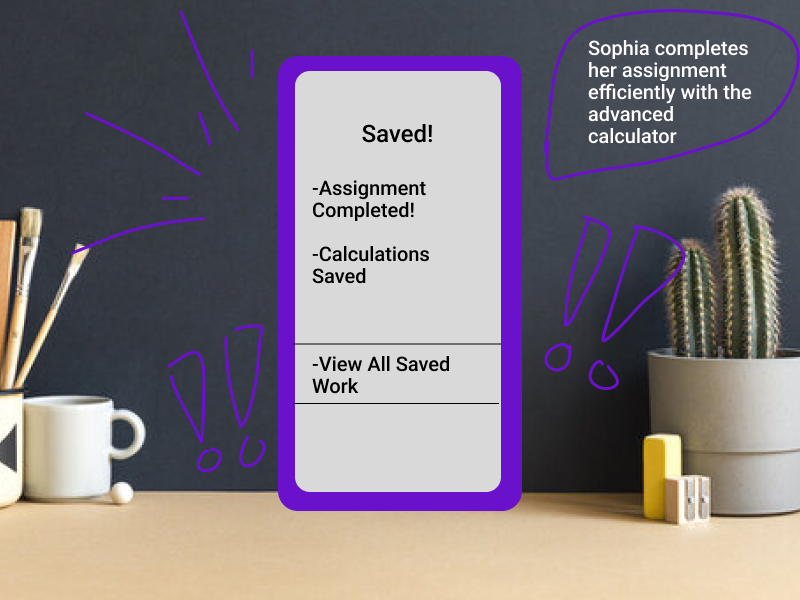 Sophia completes
her assignment
efficiently with the
advanced
calculator
Saved!
-Assignment
Completed!
-Calculations
Saved
-View All Saved
Work